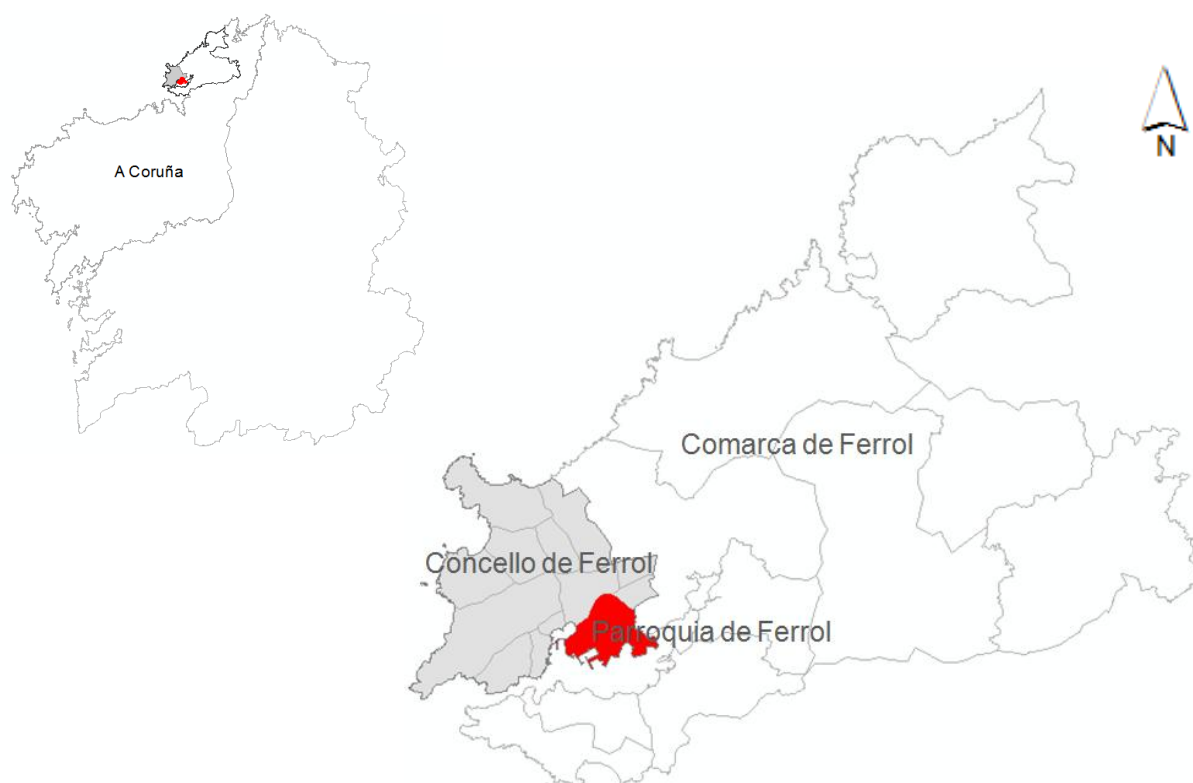 A Coruña
N
Comarca de Ferrol
Concello de Ferrol
Parroquia de Ferrol